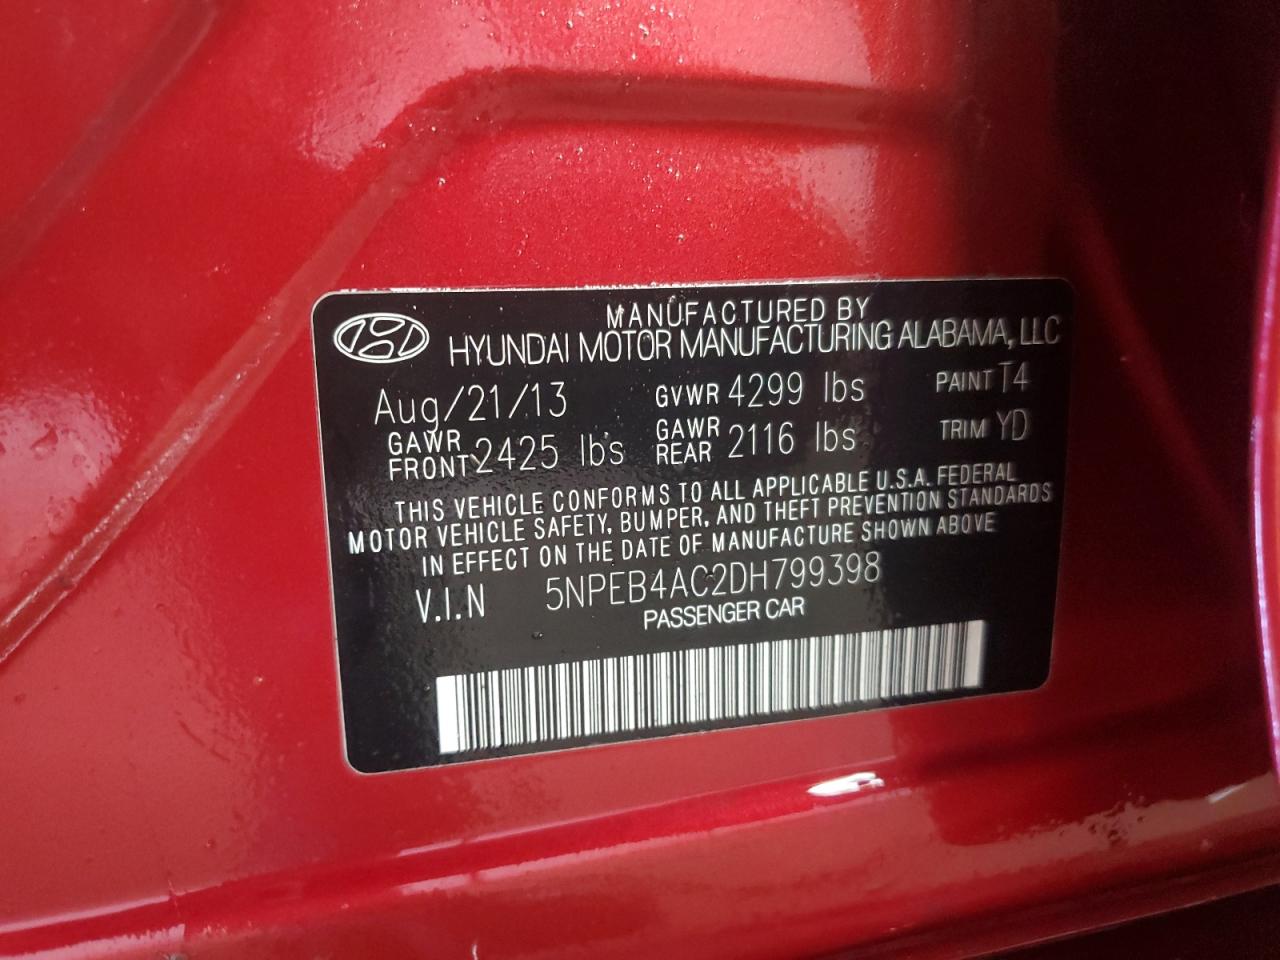 MANUFACTURED BY
HYUNDAI MOTOR MANUFACTURING ALABAMA, LLC
Aug/21/13 GVWR 4299 lbs PAINT T4
GAWR FRONT 2425 lbs GAWR REAR 2116 lbs TRIM YD
THIS VEHICLE CONFORMS TO ALL APPLICABLE U.S.A. FEDERAL
MOTOR VEHICLE SAFETY, BUMPER, AND THEFT PREVENTION STANDARDS
IN EFFECT ON THE DATE OF MANUFACTURE SHOWN ABOVE
V.I.N 5NPEB4AC2DH799398
PASSENGER CAR